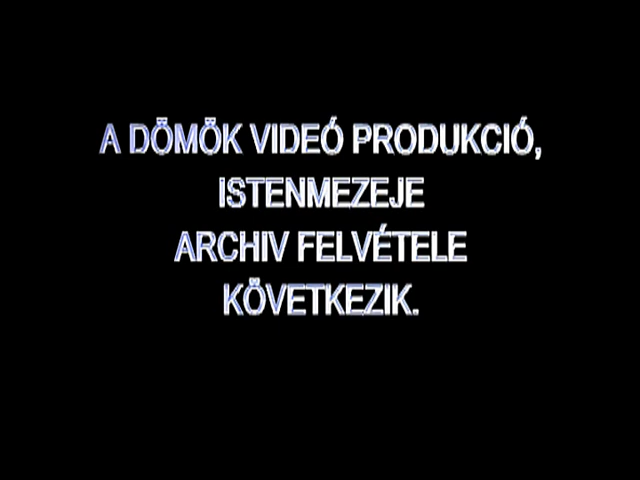 A DÖMÖK VIDEÓ PRODUKCIÓ,
ISTENMEZEJE
ARCHIV FELVÉTELE
KÖVETKEZIK.